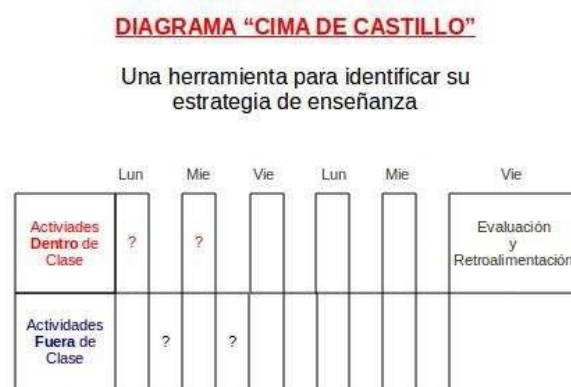 DIAGRAMA “CIMA DE CASTILLO”
Una herramienta para identificar su
estrategia de enseñanza
Lun Mie Vie Lun Mie Vie
Activiades
Dentro de
Clase
? ?
Evaluación
y
Retroalimentación
Actividades
Fuera de
Clase
? ?